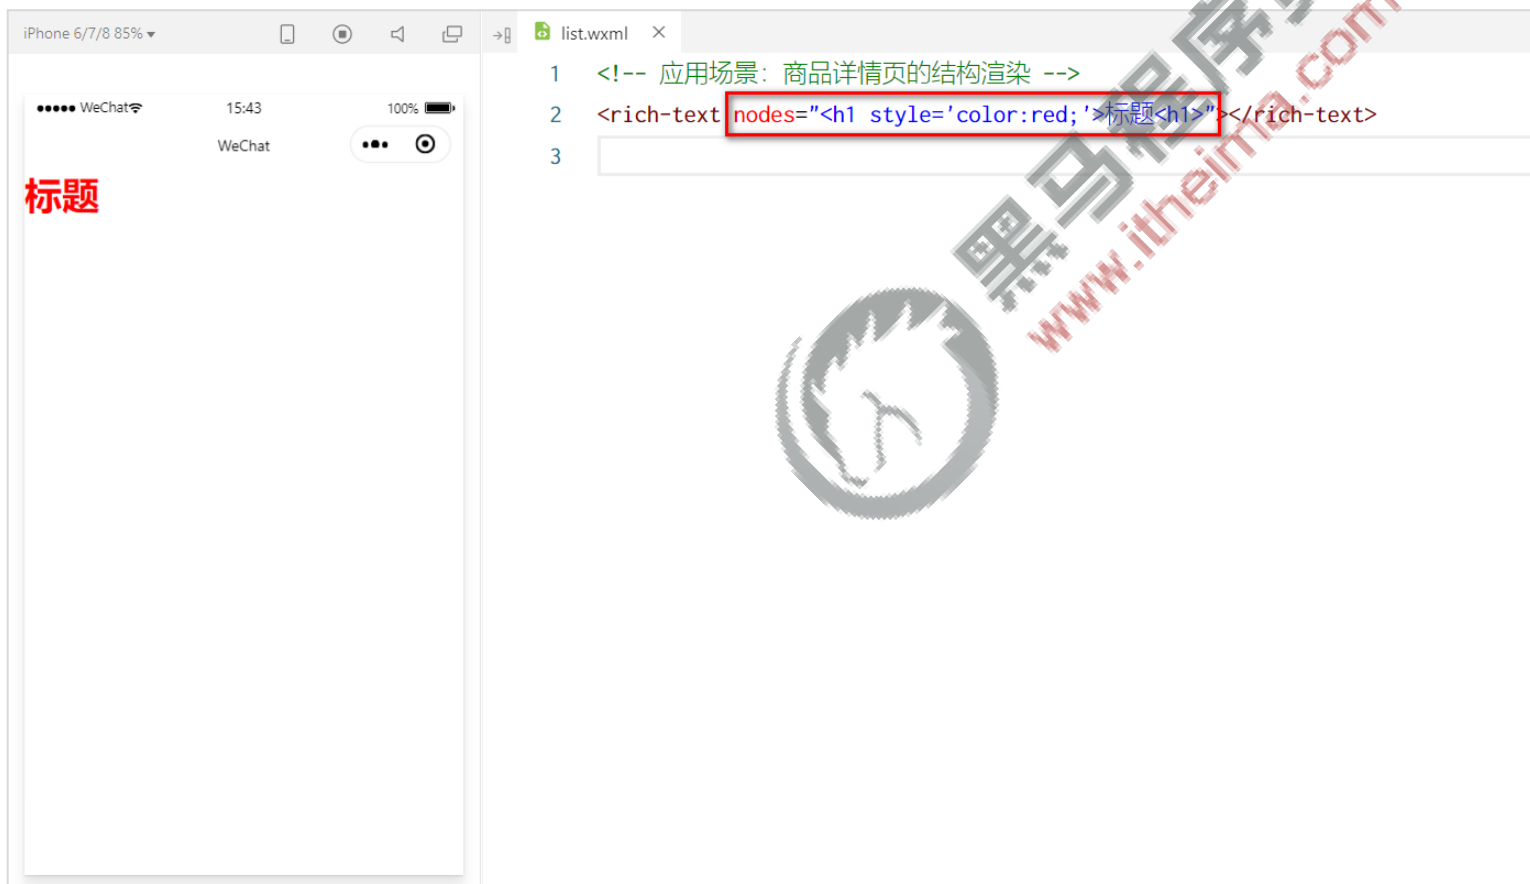 iPhone 6/7/8 85%
list.wxml
WeChat
15:43
100%
WeChat
标题
1 <!-- 应用场景：商品详情页的结构渲染 -->
2 <rich-text nodes="<h1 style='color:red;'>标题<h1>"></rich-text>
3
黑马程序
www.itheima.com